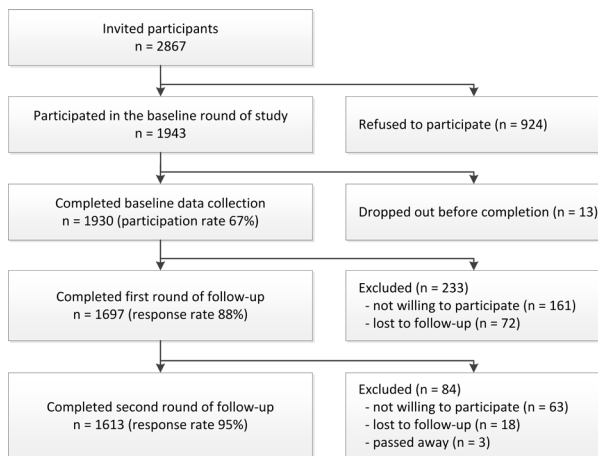 Invited participants
n = 2867
Participated in the baseline round of study
n = 1943
Refused to participate (n = 924)
Completed baseline data collection
n = 1930 (participation rate 67%)
Dropped out before completion (n = 13)
Completed first round of follow-up
n = 1697 (response rate 88%)
Excluded (n = 233)
- not willing to participate (n = 161)
- lost to follow-up (n = 72)
Completed second round of follow-up
n = 1613 (response rate 95%)
Excluded (n = 84)
- not willing to participate (n = 63)
- lost to follow-up (n = 18)
- passed away (n = 3)